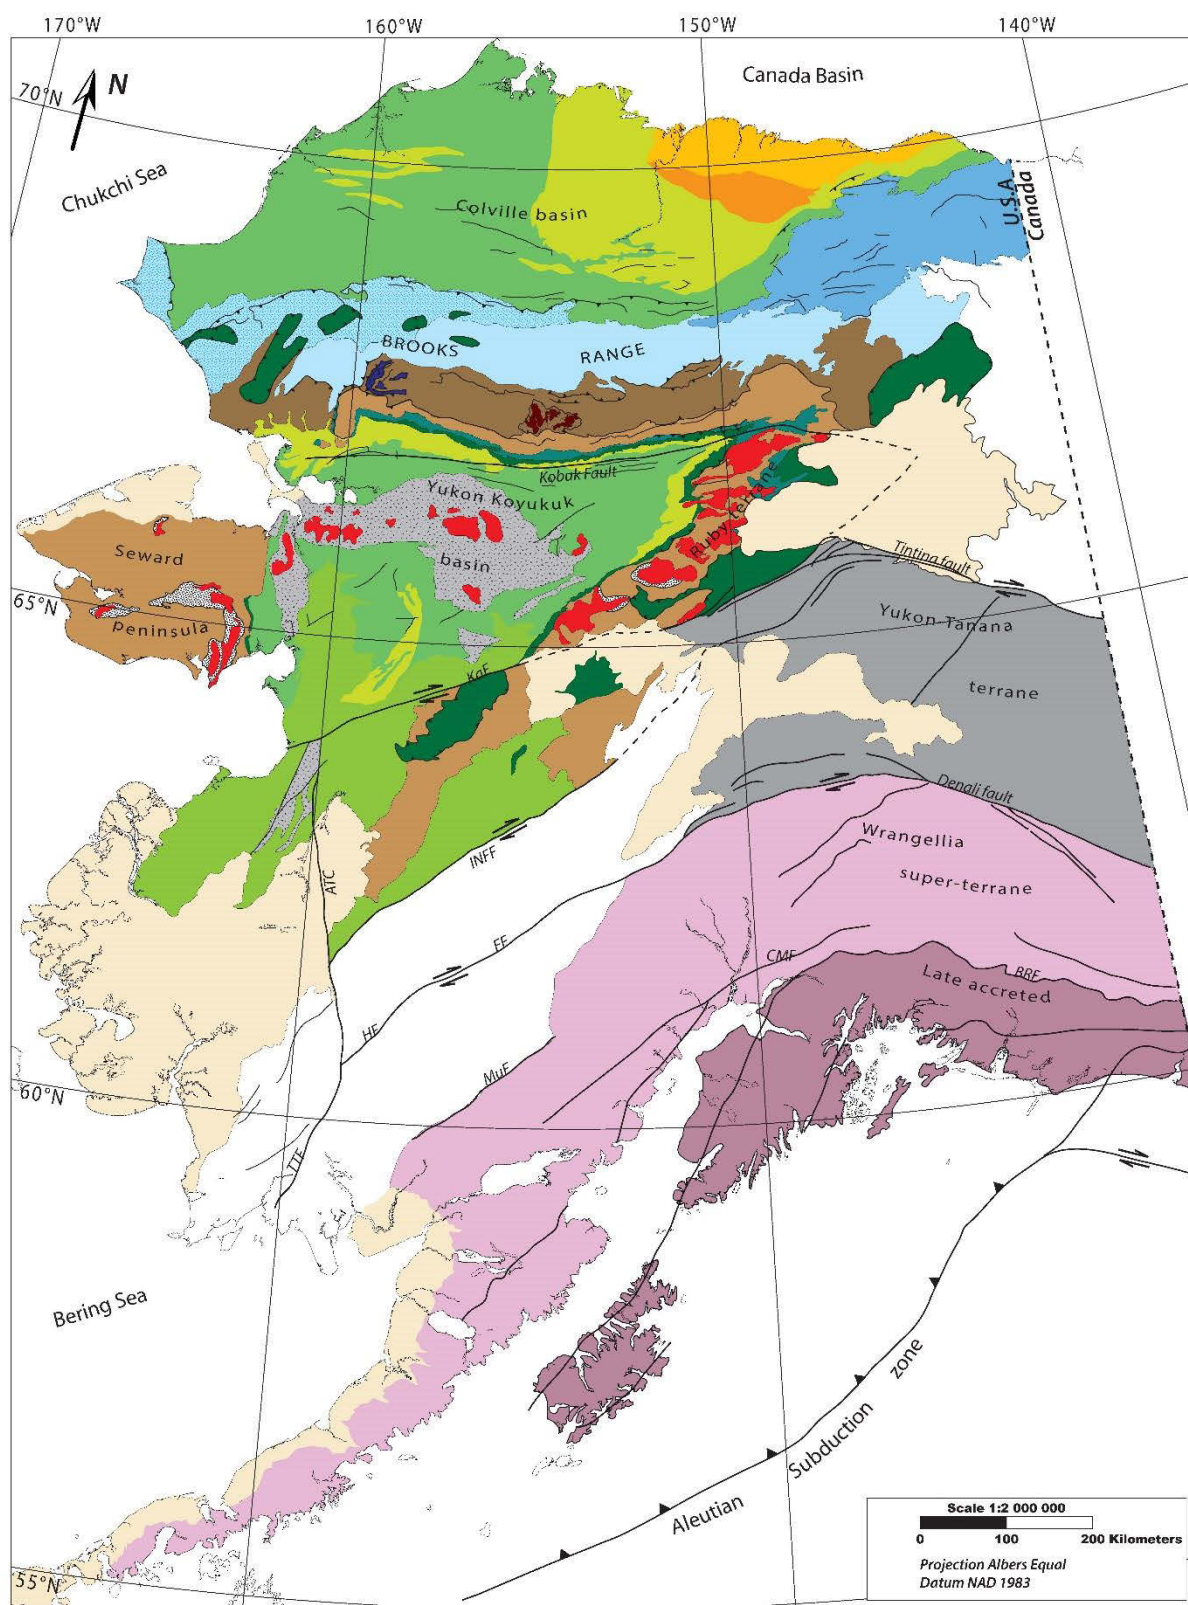 170°W
160°W
150°W
140°W
Canada Basin
N
70°N
Chukchi Sea
U.S.A
Canada
Colville basin
BROOKS
RANGE
Kobuk Fault
Yukon Koyukuk
basin
Ruby terrane
Seward
peninsula
Tintina fault
65°N
Yukon-Tanana
terrane
KaF
Denali fault
Wrangellia
super-terrane
INFF
ATC
FF
CMF
BRF
Late accreted
HF
MuF
60°N
TTF
Bering Sea
Aleutian
Subduction
zone
55°N
Scale 1:2 000 000
0 100 200 Kilometers
Projection Albers Equal
Datum NAD 1983